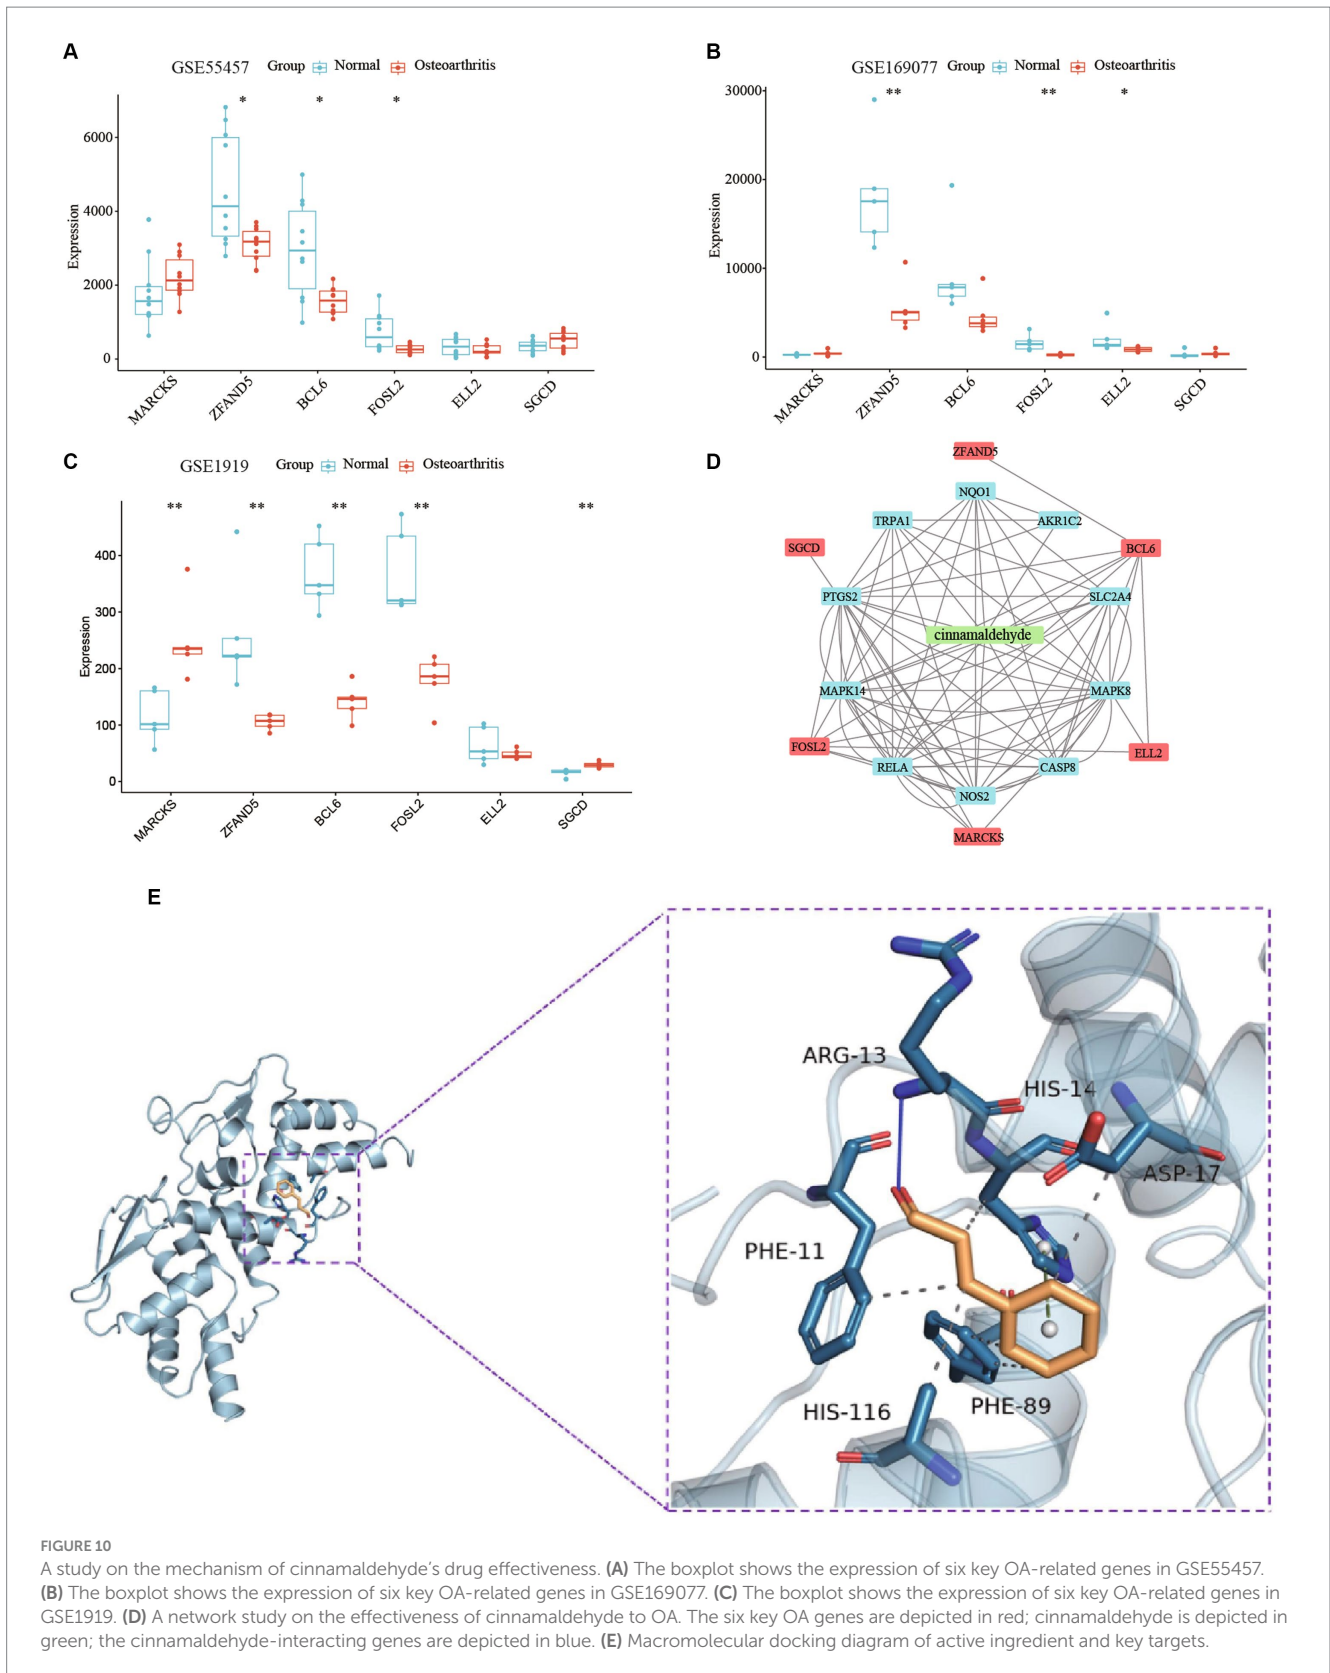 A
GSE55457 Group Normal Osteoarthritis
* * *
Expression
6000
4000
2000
0
MARCKS ZFAND5 BCL6 FOSL2 ELL2 SGCD
B
GSE169077 Group Normal Osteoarthritis
** ** *
Expression
30000
20000
10000
0
MARCKS ZFAND5 BCL6 FOSL2 ELL2 SGCD
C
GSE1919 Group Normal Osteoarthritis
** ** ** ** **
Expression
400
300
200
100
0
MARCKS ZFAND5 BCL6 FOSL2 ELL2 SGCD
D
ZFAND5
NQO1
TRPA1 AKR1C2
SGCD BCL6
PTGS2 SLC2A4
cinnamaldehyde
MAPK14 MAPK8
FOSL2 ELL2
RELA CASP8
NOS2
MARCKS
E
ARG-13
HIS-14
ASP-17
PHE-11
HIS-116
PHE-89
FIGURE 10
A study on the mechanism of cinnamaldehyde’s drug effectiveness. (A) The boxplot shows the expression of six key OA-related genes in GSE55457.
(B) The boxplot shows the expression of six key OA-related genes in GSE169077. (C) The boxplot shows the expression of six key OA-related genes in
GSE1919. (D) A network study on the effectiveness of cinnamaldehyde to OA. The six key OA genes are depicted in red; cinnamaldehyde is depicted in
green; the cinnamaldehyde-interacting genes are depicted in blue. (E) Macromolecular docking diagram of active ingredient and key targets.